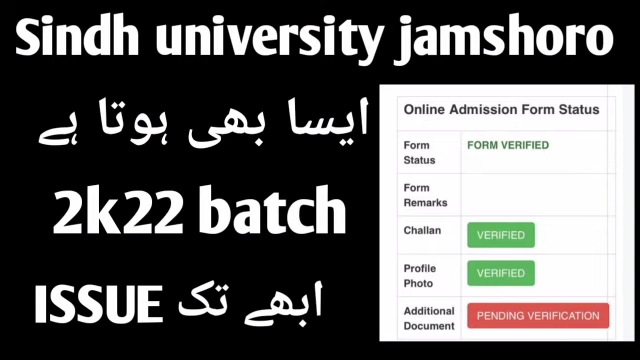 Sindh university jamshoro
ایسا بھی ہوتا ہے
2k22 batch
ابھے تک ISSUE
Online Admission Form Status
Form Status FORM VERIFIED
Form Remarks
Challan VERIFIED
Profile Photo VERIFIED
Additional Document PENDING VERIFICATION